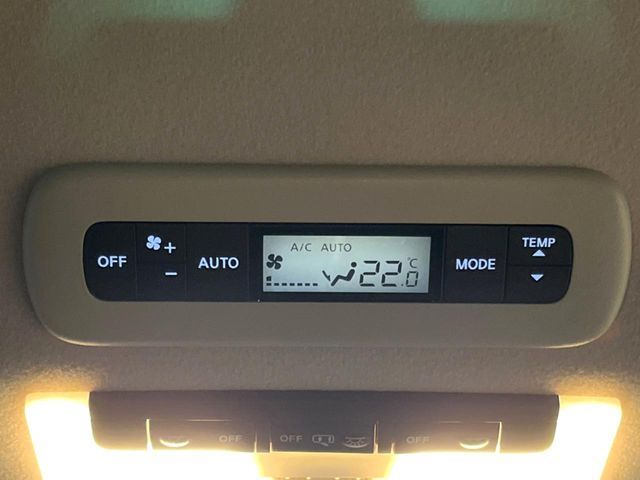 OFF
+
-
AUTO
A/C AUTO
22.0 °C
MODE
TEMP
OFF
OFF
OFF